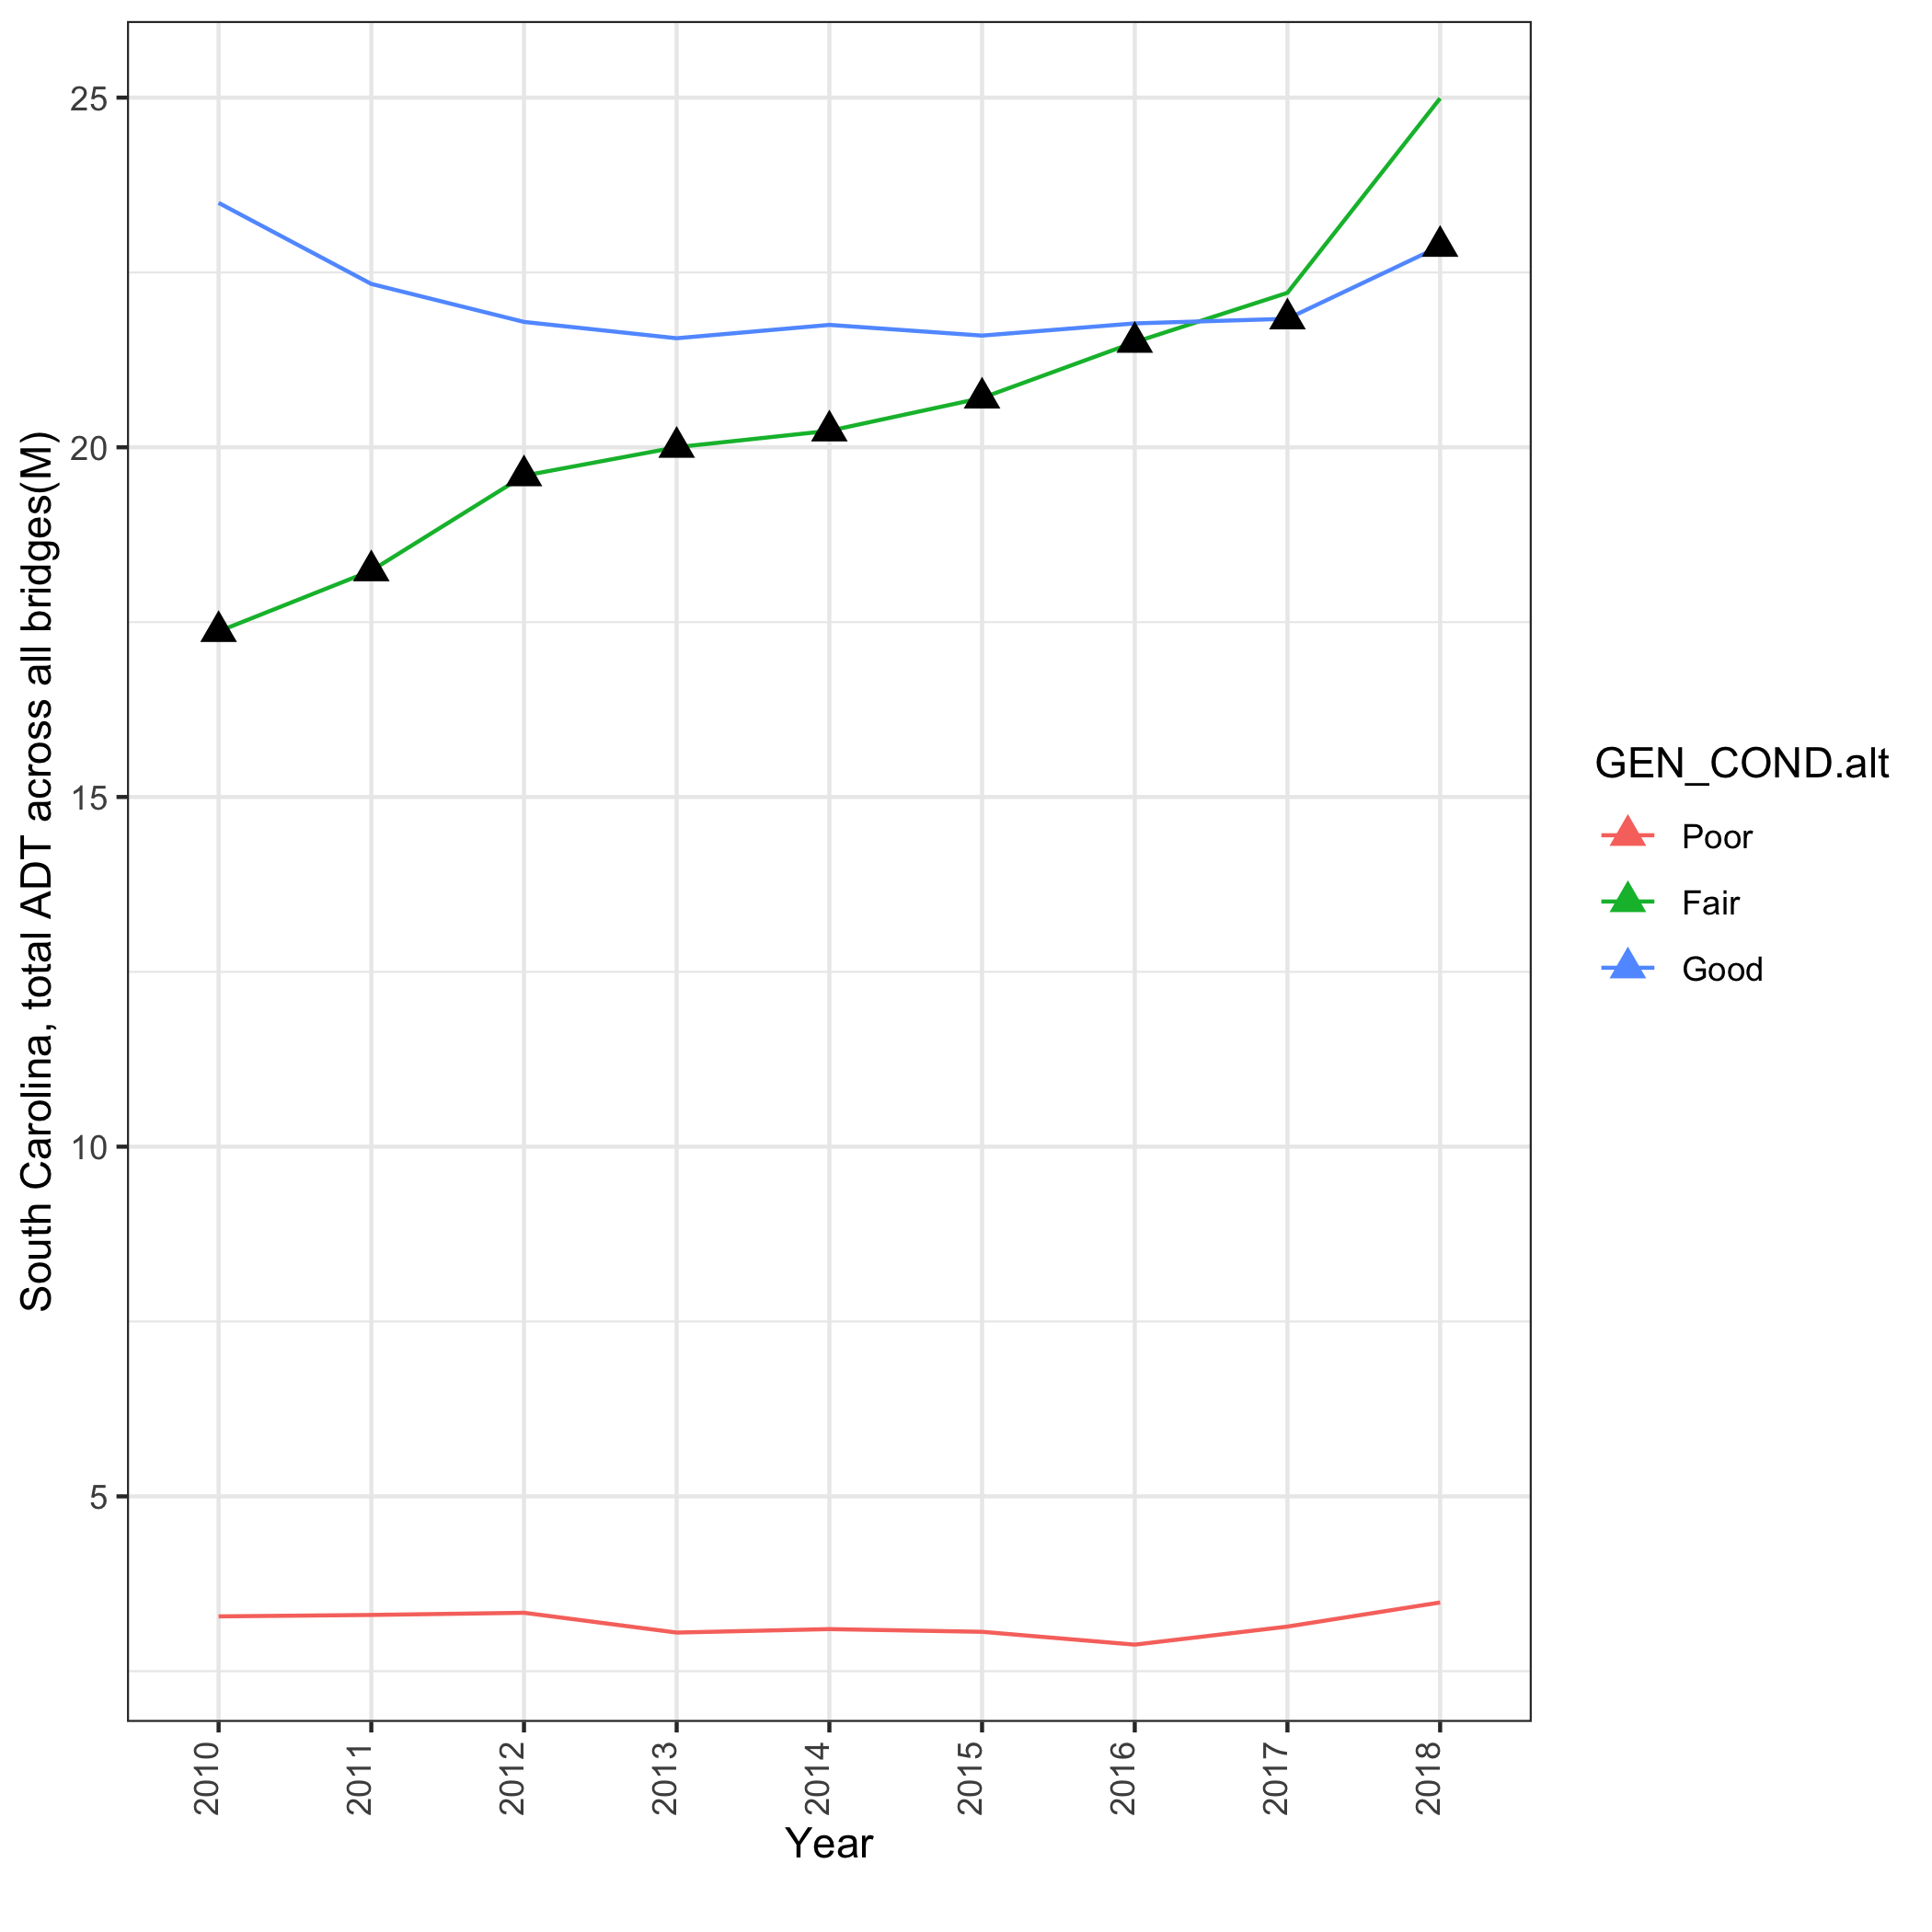 South Carolina, total ADT across all bridges(M)
25
20
15
10
5
2010
2011
2012
2013
2014
2015
2016
2017
2018
Year
GEN_COND.alt
Poor
Fair
Good